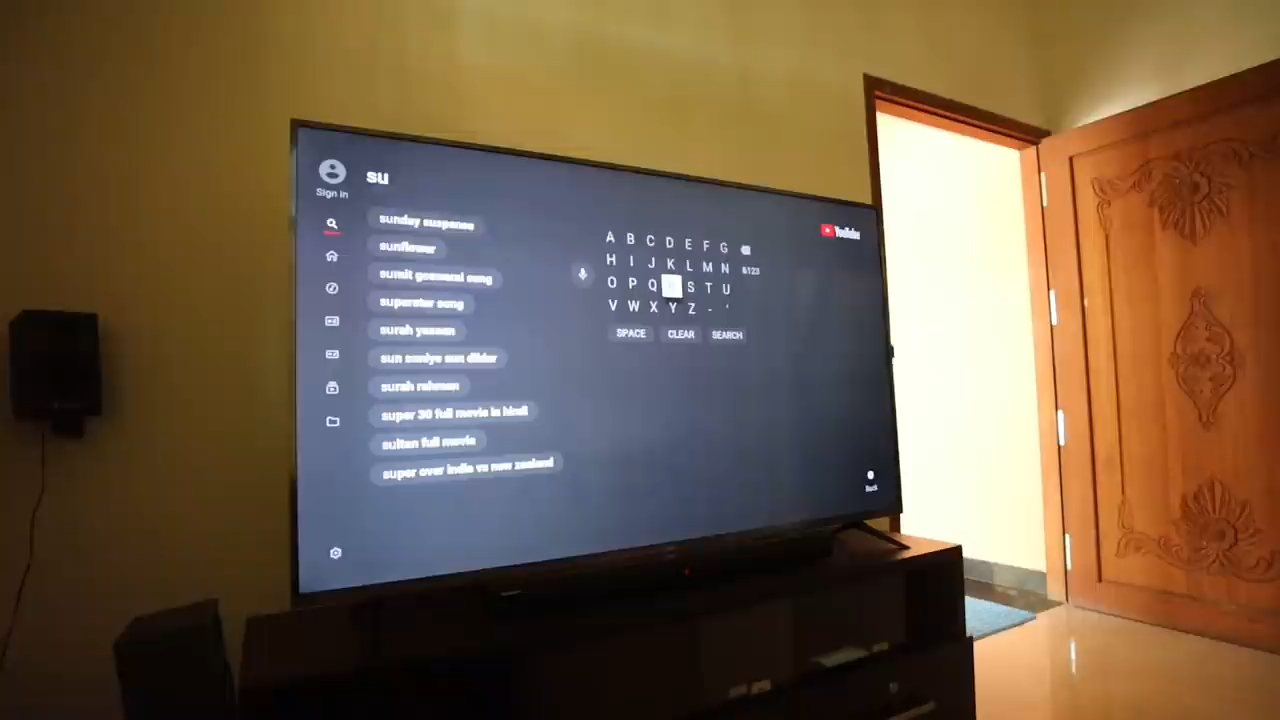 su
Sign in
YouTube
sunday suspense
sunflower
sumit goswami song
superstar song
surah yaseen
sun soniye sun dildar
surah rahman
super 30 full movie in hindi
sultan full movie
super over india vs new zealand
A B C D E F G
H I J K L M N &123
O P Q R S T U
V W X Y Z - '
SPACE CLEAR SEARCH
Back